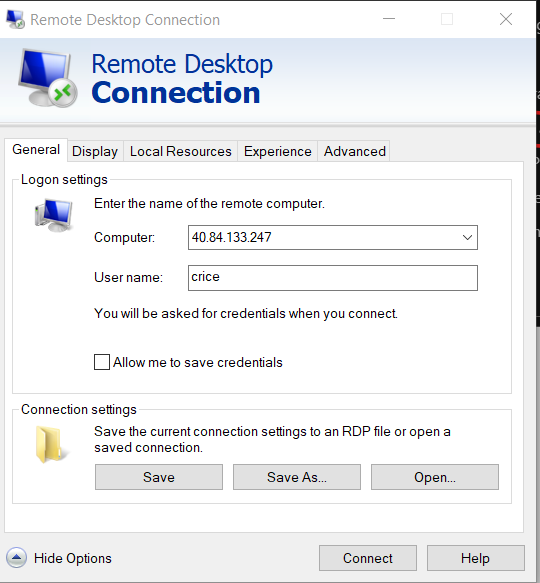 Remote Desktop Connection
Remote Desktop
Connection
General Display Local Resources Experience Advanced
Logon settings
Enter the name of the remote computer.
Computer: 40.84.133.247
User name: crice
You will be asked for credentials when you connect.
Allow me to save credentials
Connection settings
Save the current connection settings to an RDP file or open a
saved connection.
Save Save As... Open...
Hide Options Connect Help